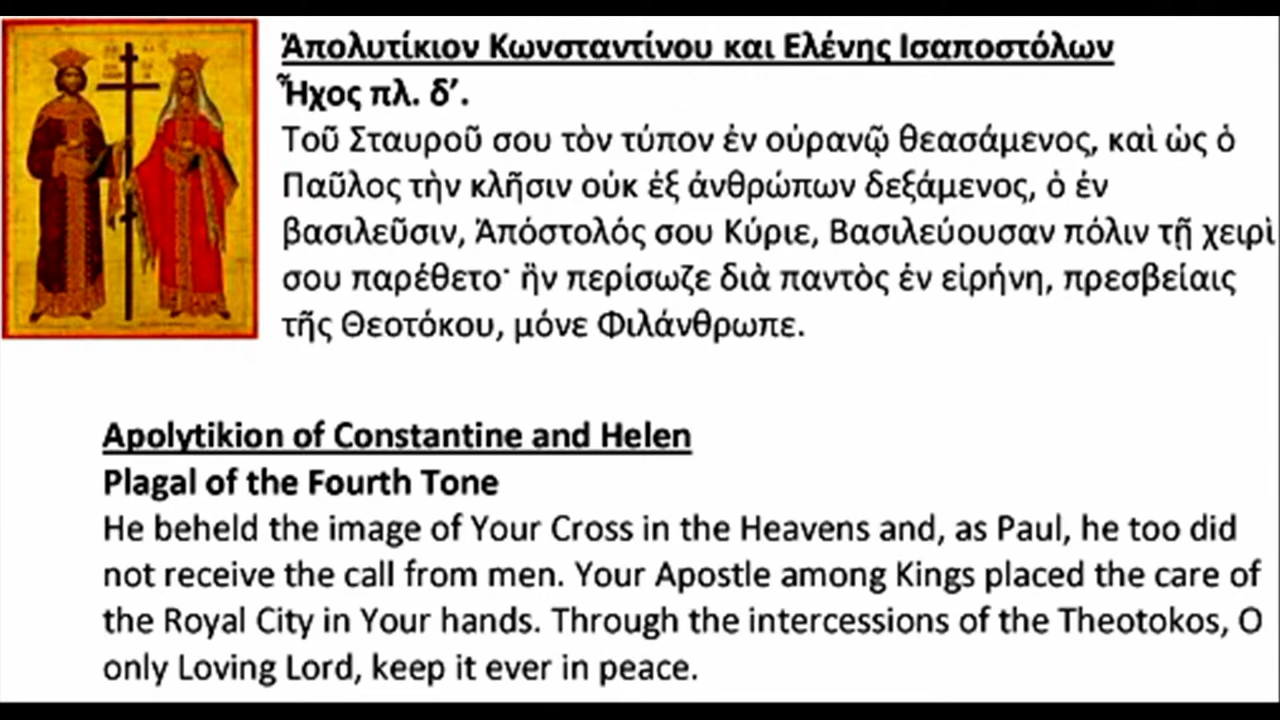 Ἀπολυτίκιον Κωνσταντίνου και Ελένης Ισαποστόλων
Ἦχος πλ. δ’.
Τοῦ Σταυροῦ σου τὸν τύπον ἐν οὐρανῷ θεασάμενος, καὶ ὡς ὁ
Παῦλος τὴν κλῆσιν οὐκ ἐξ ἀνθρώπων δεξάμενος, ὁ ἐν
βασιλεῦσιν, Ἀπόστολός σου Κύριε, Βασιλεύουσαν πόλιν τῇ χειρὶ
σου παρέθετο· ἣν περίσωζε διὰ παντὸς ἐν εἰρήνῃ, πρεσβείαις
τῆς Θεοτόκου, μόνε Φιλάνθρωπε.
Apolytikion of Constantine and Helen
Plagal of the Fourth Tone
He beheld the image of Your Cross in the Heavens and, as Paul, he too did
not receive the call from men. Your Apostle among Kings placed the care of
the Royal City in Your hands. Through the intercessions of the Theotokos, O
only Loving Lord, keep it ever in peace.